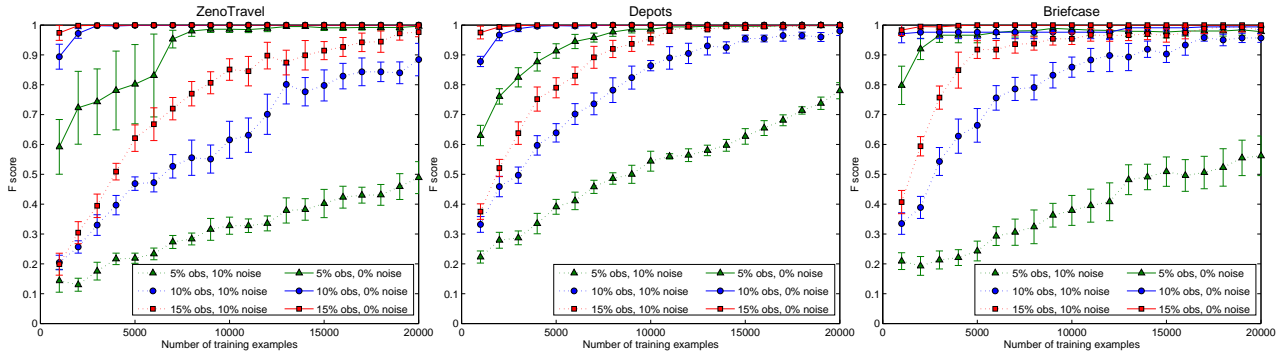 ZenoTravel
1
0.9
0.8
0.7
0.6
0.5
0.4
0.3
0.2
0.1
0
F score
5% obs, 10% noise
5% obs, 0% noise
10% obs, 10% noise
10% obs, 0% noise
15% obs, 10% noise
15% obs, 0% noise
0 5000 10000 15000 20000
Number of training examples
Depots
1
0.9
0.8
0.7
0.6
0.5
0.4
0.3
0.2
0.1
0
F score
5% obs, 10% noise
5% obs, 0% noise
10% obs, 10% noise
10% obs, 0% noise
15% obs, 10% noise
15% obs, 0% noise
0 5000 10000 15000 20000
Number of training examples
Briefcase
1
0.9
0.8
0.7
0.6
0.5
0.4
0.3
0.2
0.1
0
F score
5% obs, 10% noise
5% obs, 0% noise
10% obs, 10% noise
10% obs, 0% noise
15% obs, 10% noise
15% obs, 0% noise
0 5000 10000 15000 20000
Number of training examples